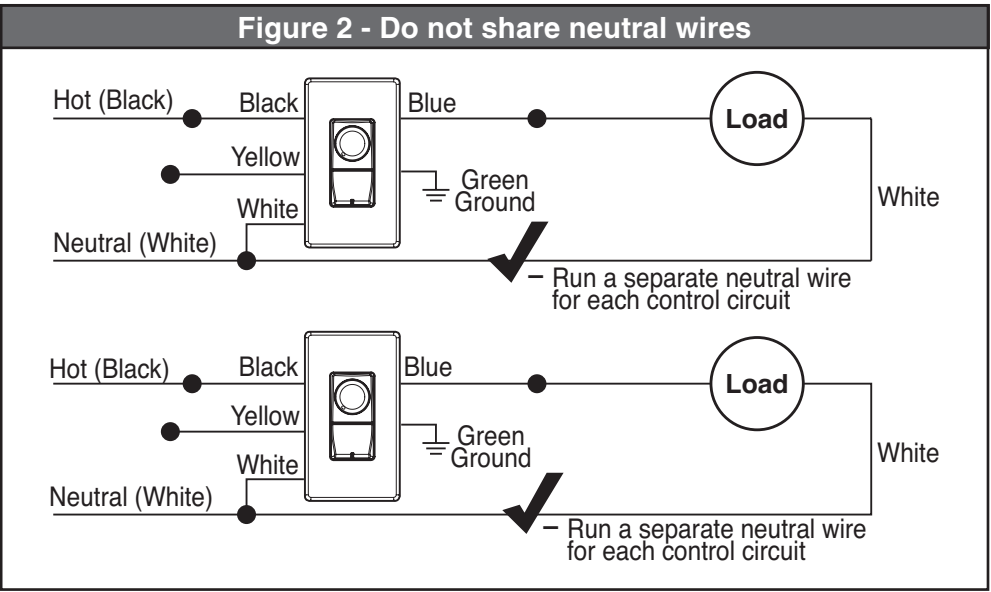 Figure 2 - Do not share neutral wires
Hot (Black)
Black
Blue
Load
Yellow
Green
Ground
White
White
Neutral (White)
– Run a separate neutral wire
for each control circuit
Hot (Black)
Black
Blue
Load
Yellow
Green
Ground
White
White
Neutral (White)
– Run a separate neutral wire
for each control circuit